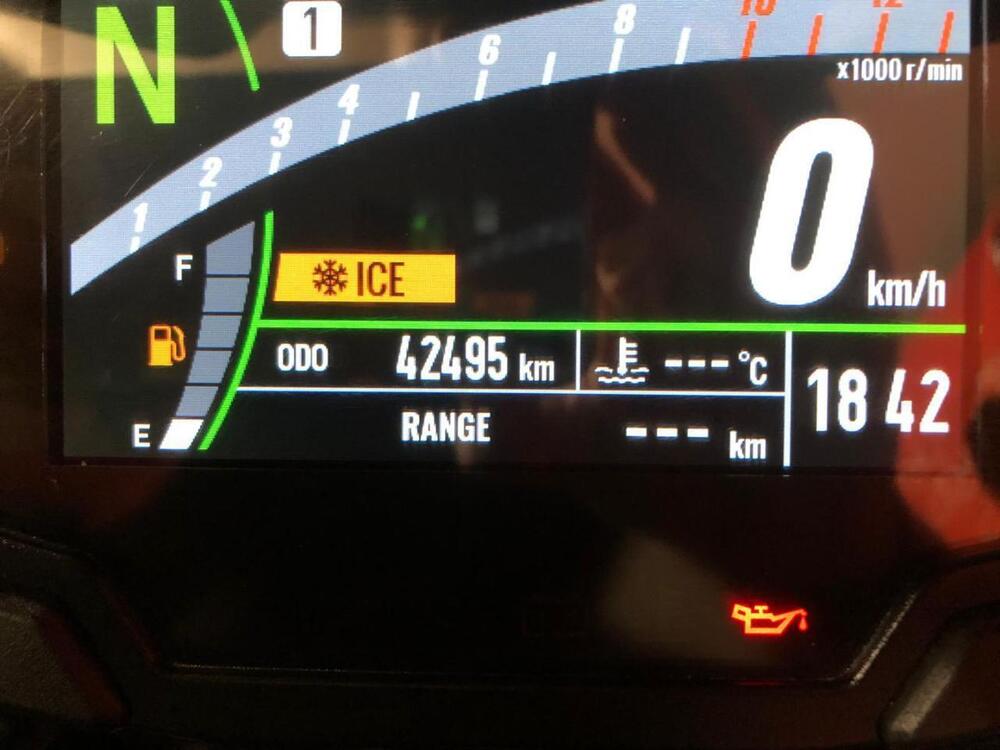 N
1
1 2 3 4 6 8 10 12
x1000 r/min
0 km/h
F
ICE
E
ODO 42495 km
--- °C
RANGE --- km
18 42